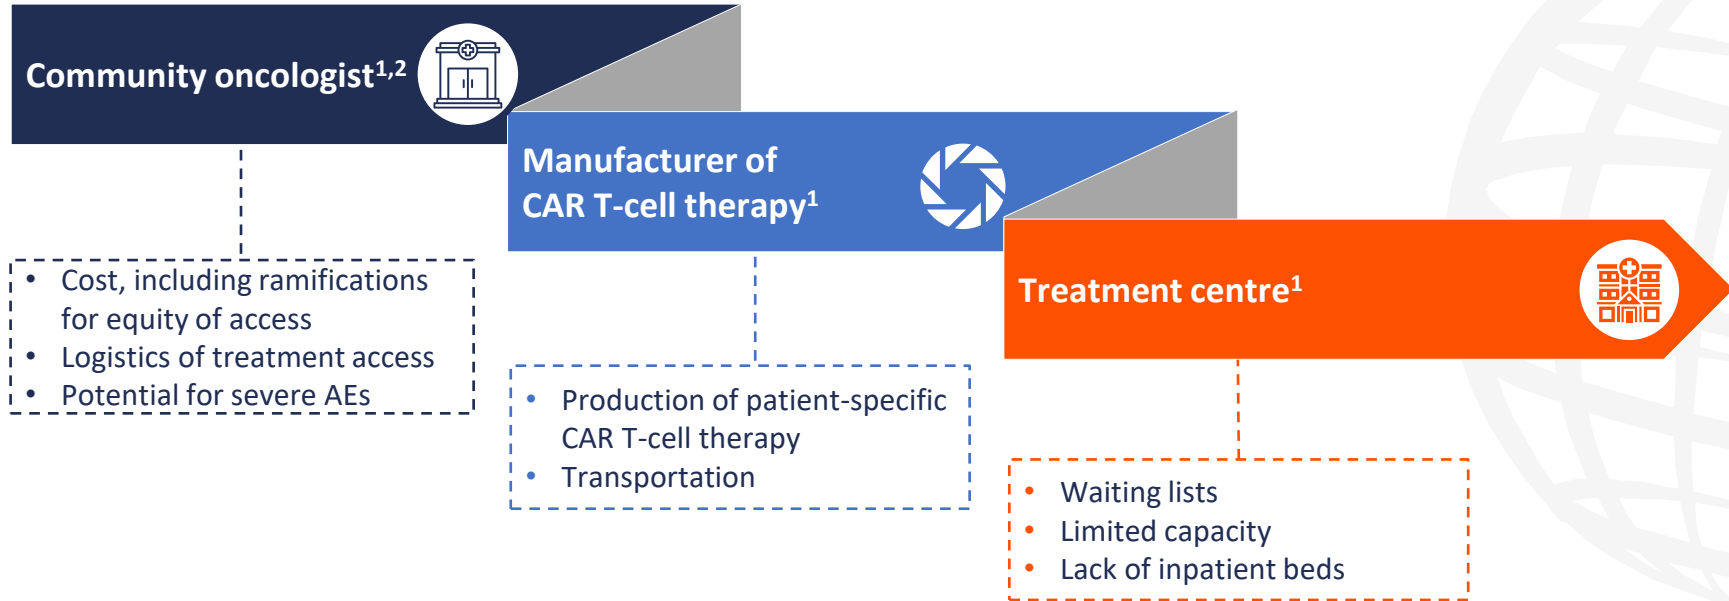 Community oncologist1,2
• Cost, including ramifications
for equity of access
• Logistics of treatment access
• Potential for severe AEs
Manufacturer of
CAR T-cell therapy1
• Production of patient-specific
CAR T-cell therapy
• Transportation
Treatment centre1
• Waiting lists
• Limited capacity
• Lack of inpatient beds